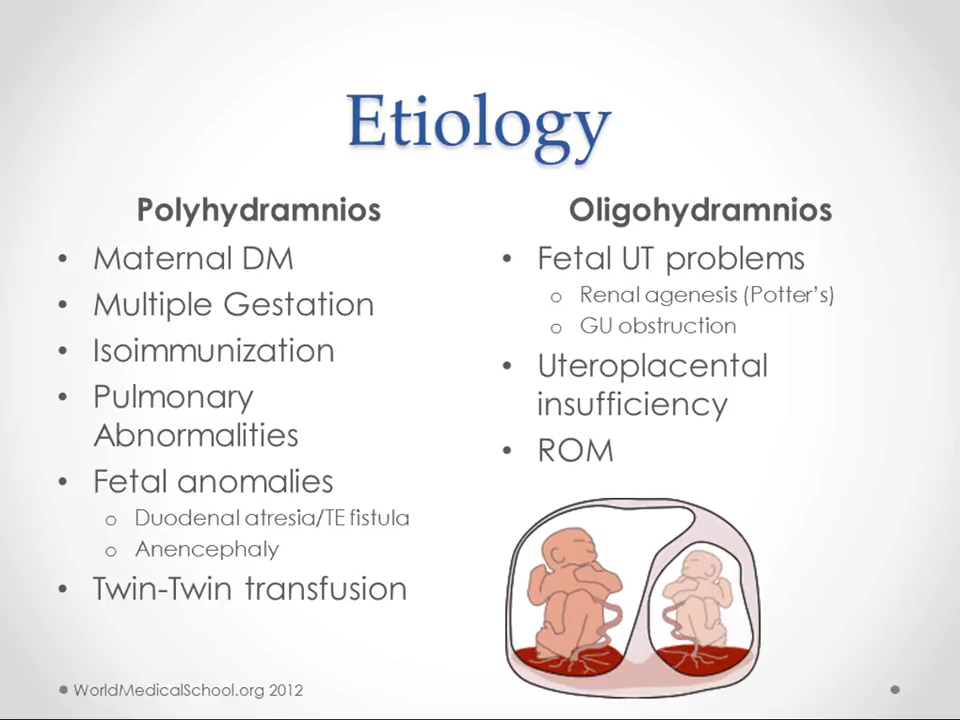 Etiology
Polyhydramnios
• Maternal DM
• Multiple Gestation
• Isoimmunization
• Pulmonary
Abnormalities
• Fetal anomalies
o Duodenal atresia/TE fistula
o Anencephaly
• Twin-Twin transfusion
Oligohydramnios
• Fetal UT problems
o Renal agenesis (Potter's)
o GU obstruction
• Uteroplacental
insufficiency
• ROM
WorldMedicalSchool.org 2012